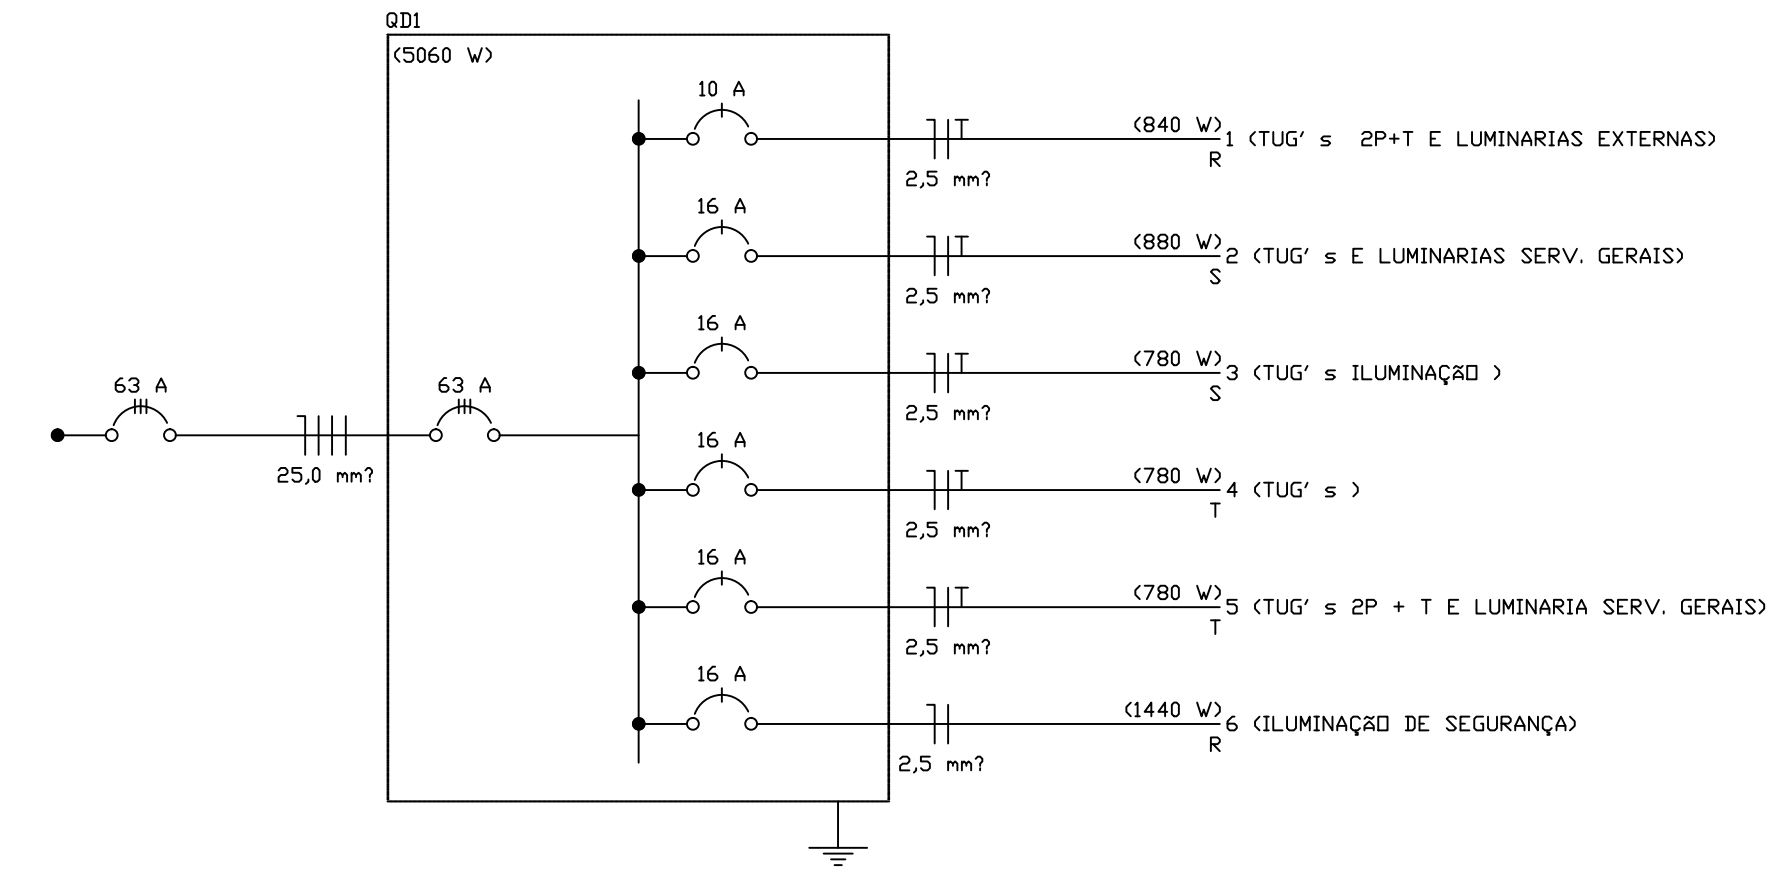 QD1
(5060 W)
10 A
(840 W)
1 (TUG's 2P+T E LUMINARIAS EXTERNAS)
R
2,5 mm?
16 A
(880 W)
2 (TUG's E LUMINARIAS SERV. GERAIS)
S
2,5 mm?
16 A
(780 W)
3 (TUG's ILUMINAÇÃO )
S
2,5 mm?
63 A
63 A
25,0 mm?
16 A
(780 W)
4 (TUG's )
T
2,5 mm?
16 A
(780 W)
5 (TUG's 2P + T E LUMINARIA SERV. GERAIS)
T
2,5 mm?
16 A
(1440 W)
6 (ILUMINAÇÃO DE SEGURANÇA)
R
2,5 mm?